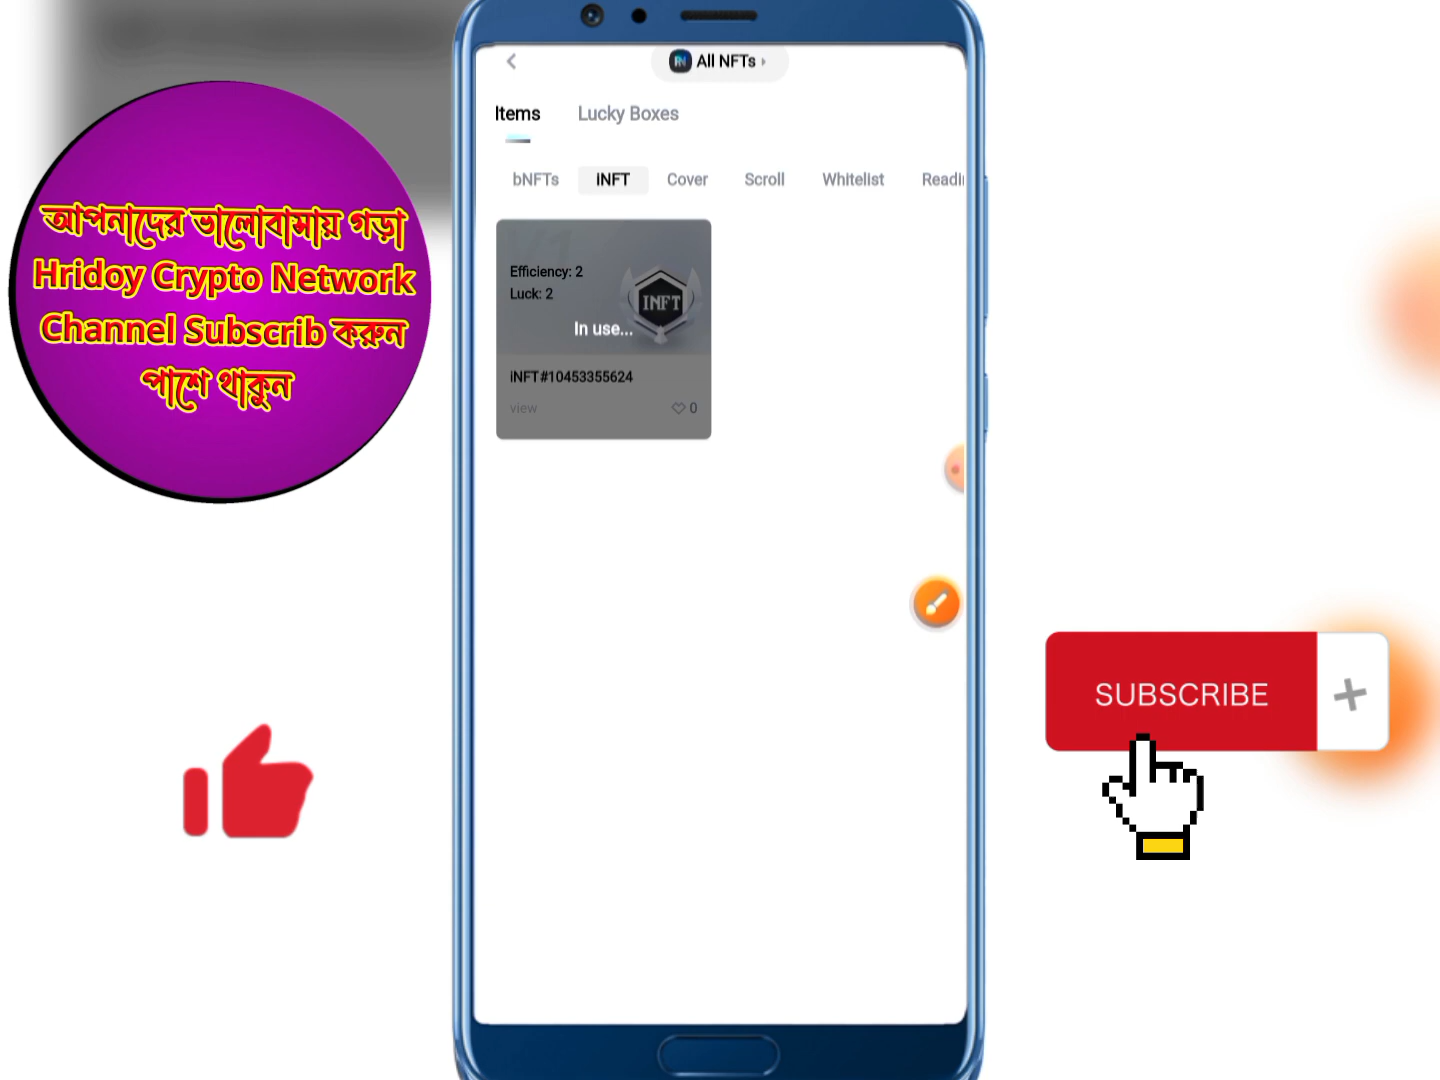 আপনাদের ভালোবাসায় গড়া
Hridoy Crypto Network
Channel Subscrib করুন
পাশে থাকুন
All NFTs
Items Lucky Boxes
bNFTs iNFT Cover Scroll Whitelist Readi
Efficiency: 2
Luck: 2
INFT
In use...
iNFT#10453355624
view 0
SUBSCRIBE